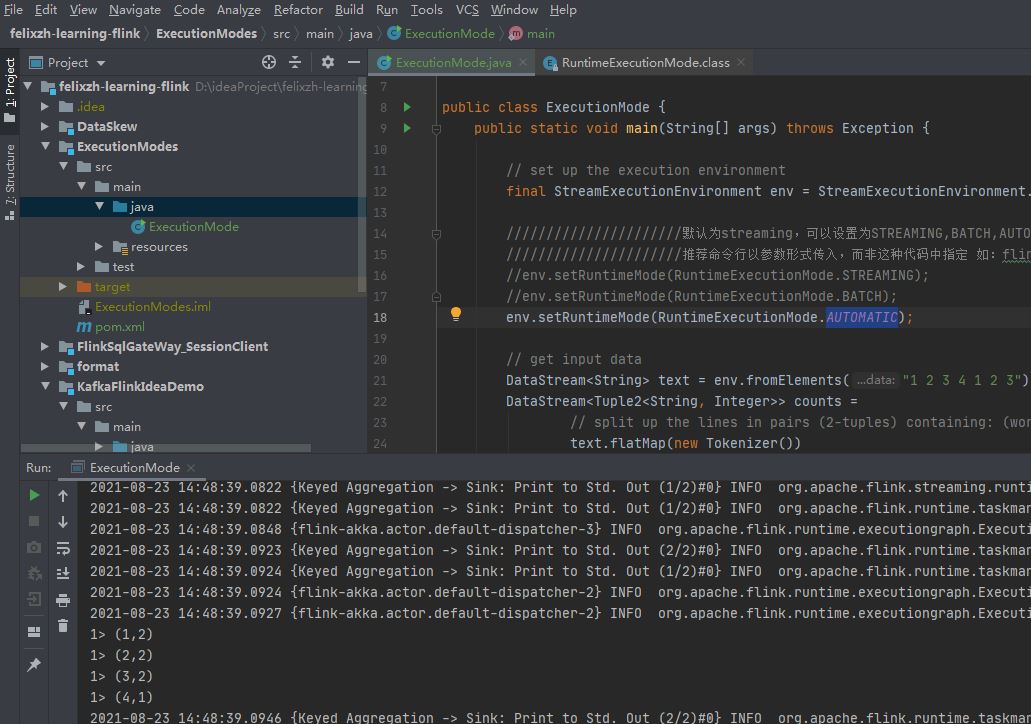 File Edit View Navigate Code Analyze Refactor Build Run Tools VCS Window Help
felixzh-learning-flink ExecutionModes src main java ExecutionMode main
1: Project
7: Structure
Project
felixzh-learning-flink D:\ideaProject\felixzh-learning
.idea
DataSkew
ExecutionModes
src
main
java
ExecutionMode
resources
test
target
ExecutionModes.iml
pom.xml
FlinkSqlGateWay_SessionClient
format
KafkaFlinkIdeaDemo
src
main
java
ExecutionMode.java RuntimeExecutionMode.class
7
8 public class ExecutionMode {
9 public static void main(String[] args) throws Exception {
10
11 // set up the execution environment
12 final StreamExecutionEnvironment env = StreamExecutionEnvironment.
13
14 //////////////////////默认为streaming，可以设置为STREAMING,BATCH,AUTO
15 //////////////////////推荐命令行以参数形式传入，而非这种代码中指定 如：flin
16 //env.setRuntimeMode(RuntimeExecutionMode.STREAMING);
17 //env.setRuntimeMode(RuntimeExecutionMode.BATCH);
18 env.setRuntimeMode(RuntimeExecutionMode.AUTOMATIC);
19
20 // get input data
21 DataStream<String> text = env.fromElements( ...data: "1 2 3 4 1 2 3")
22 DataStream<Tuple2<String, Integer>> counts =
23 // split up the lines in pairs (2-tuples) containing: (wor
24 text.flatMap(new Tokenizer())
Run: ExecutionMode
2021-08-23 14:48:39.0822 {Keyed Aggregation -> Sink: Print to Std. Out (1/2)#0} INFO org.apache.flink.streaming.runti
2021-08-23 14:48:39.0822 {Keyed Aggregation -> Sink: Print to Std. Out (1/2)#0} INFO org.apache.flink.runtime.taskman
2021-08-23 14:48:39.0848 {flink-akka.actor.default-dispatcher-3} INFO org.apache.flink.runtime.executiongraph.Executi
2021-08-23 14:48:39.0923 {Keyed Aggregation -> Sink: Print to Std. Out (2/2)#0} INFO org.apache.flink.runtime.taskman
2021-08-23 14:48:39.0924 {Keyed Aggregation -> Sink: Print to Std. Out (1/2)#0} INFO org.apache.flink.runtime.taskman
2021-08-23 14:48:39.0924 {flink-akka.actor.default-dispatcher-2} INFO org.apache.flink.runtime.executiongraph.Executi
2021-08-23 14:48:39.0927 {flink-akka.actor.default-dispatcher-2} INFO org.apache.flink.runtime.executiongraph.Executi
1> (1,2)
1> (2,2)
1> (3,2)
1> (4,1)
2021-08-23 14:48:39.0946 {Keyed Aggregation -> Sink: Print to Std. Out (2/2)#0} INFO org.apache.flink.runtime.taskman